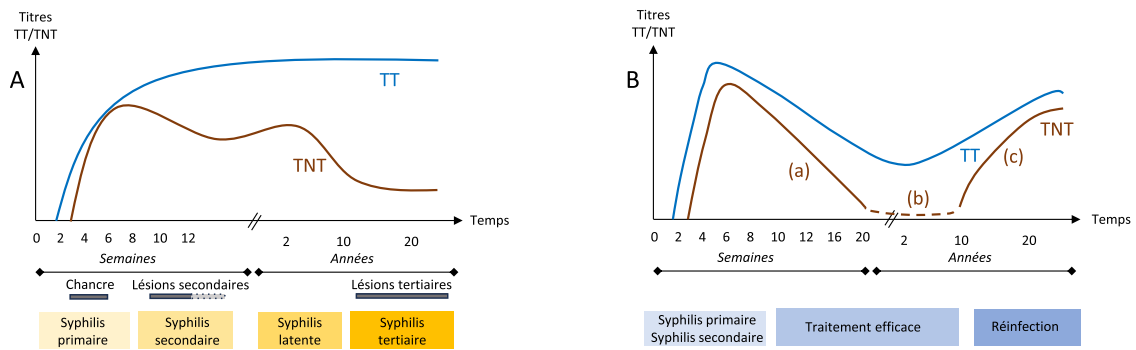 Titres
TT/TNT
A
TT
TNT
Temps
0 2 4 6 8 10 12 2 10 20
Semaines Années
Chancre Lésions secondaires Lésions tertiaires
Syphilis primaire
Syphilis secondaire
Syphilis latente
Syphilis tertiaire
Titres
TT/TNT
B
TNT
TT
(a)
(b)
(c)
Temps
0 2 4 6 8 10 12 16 20 2 10 20
Semaines Années
Syphilis primaire
Syphilis secondaire
Traitement efficace
Réinfection